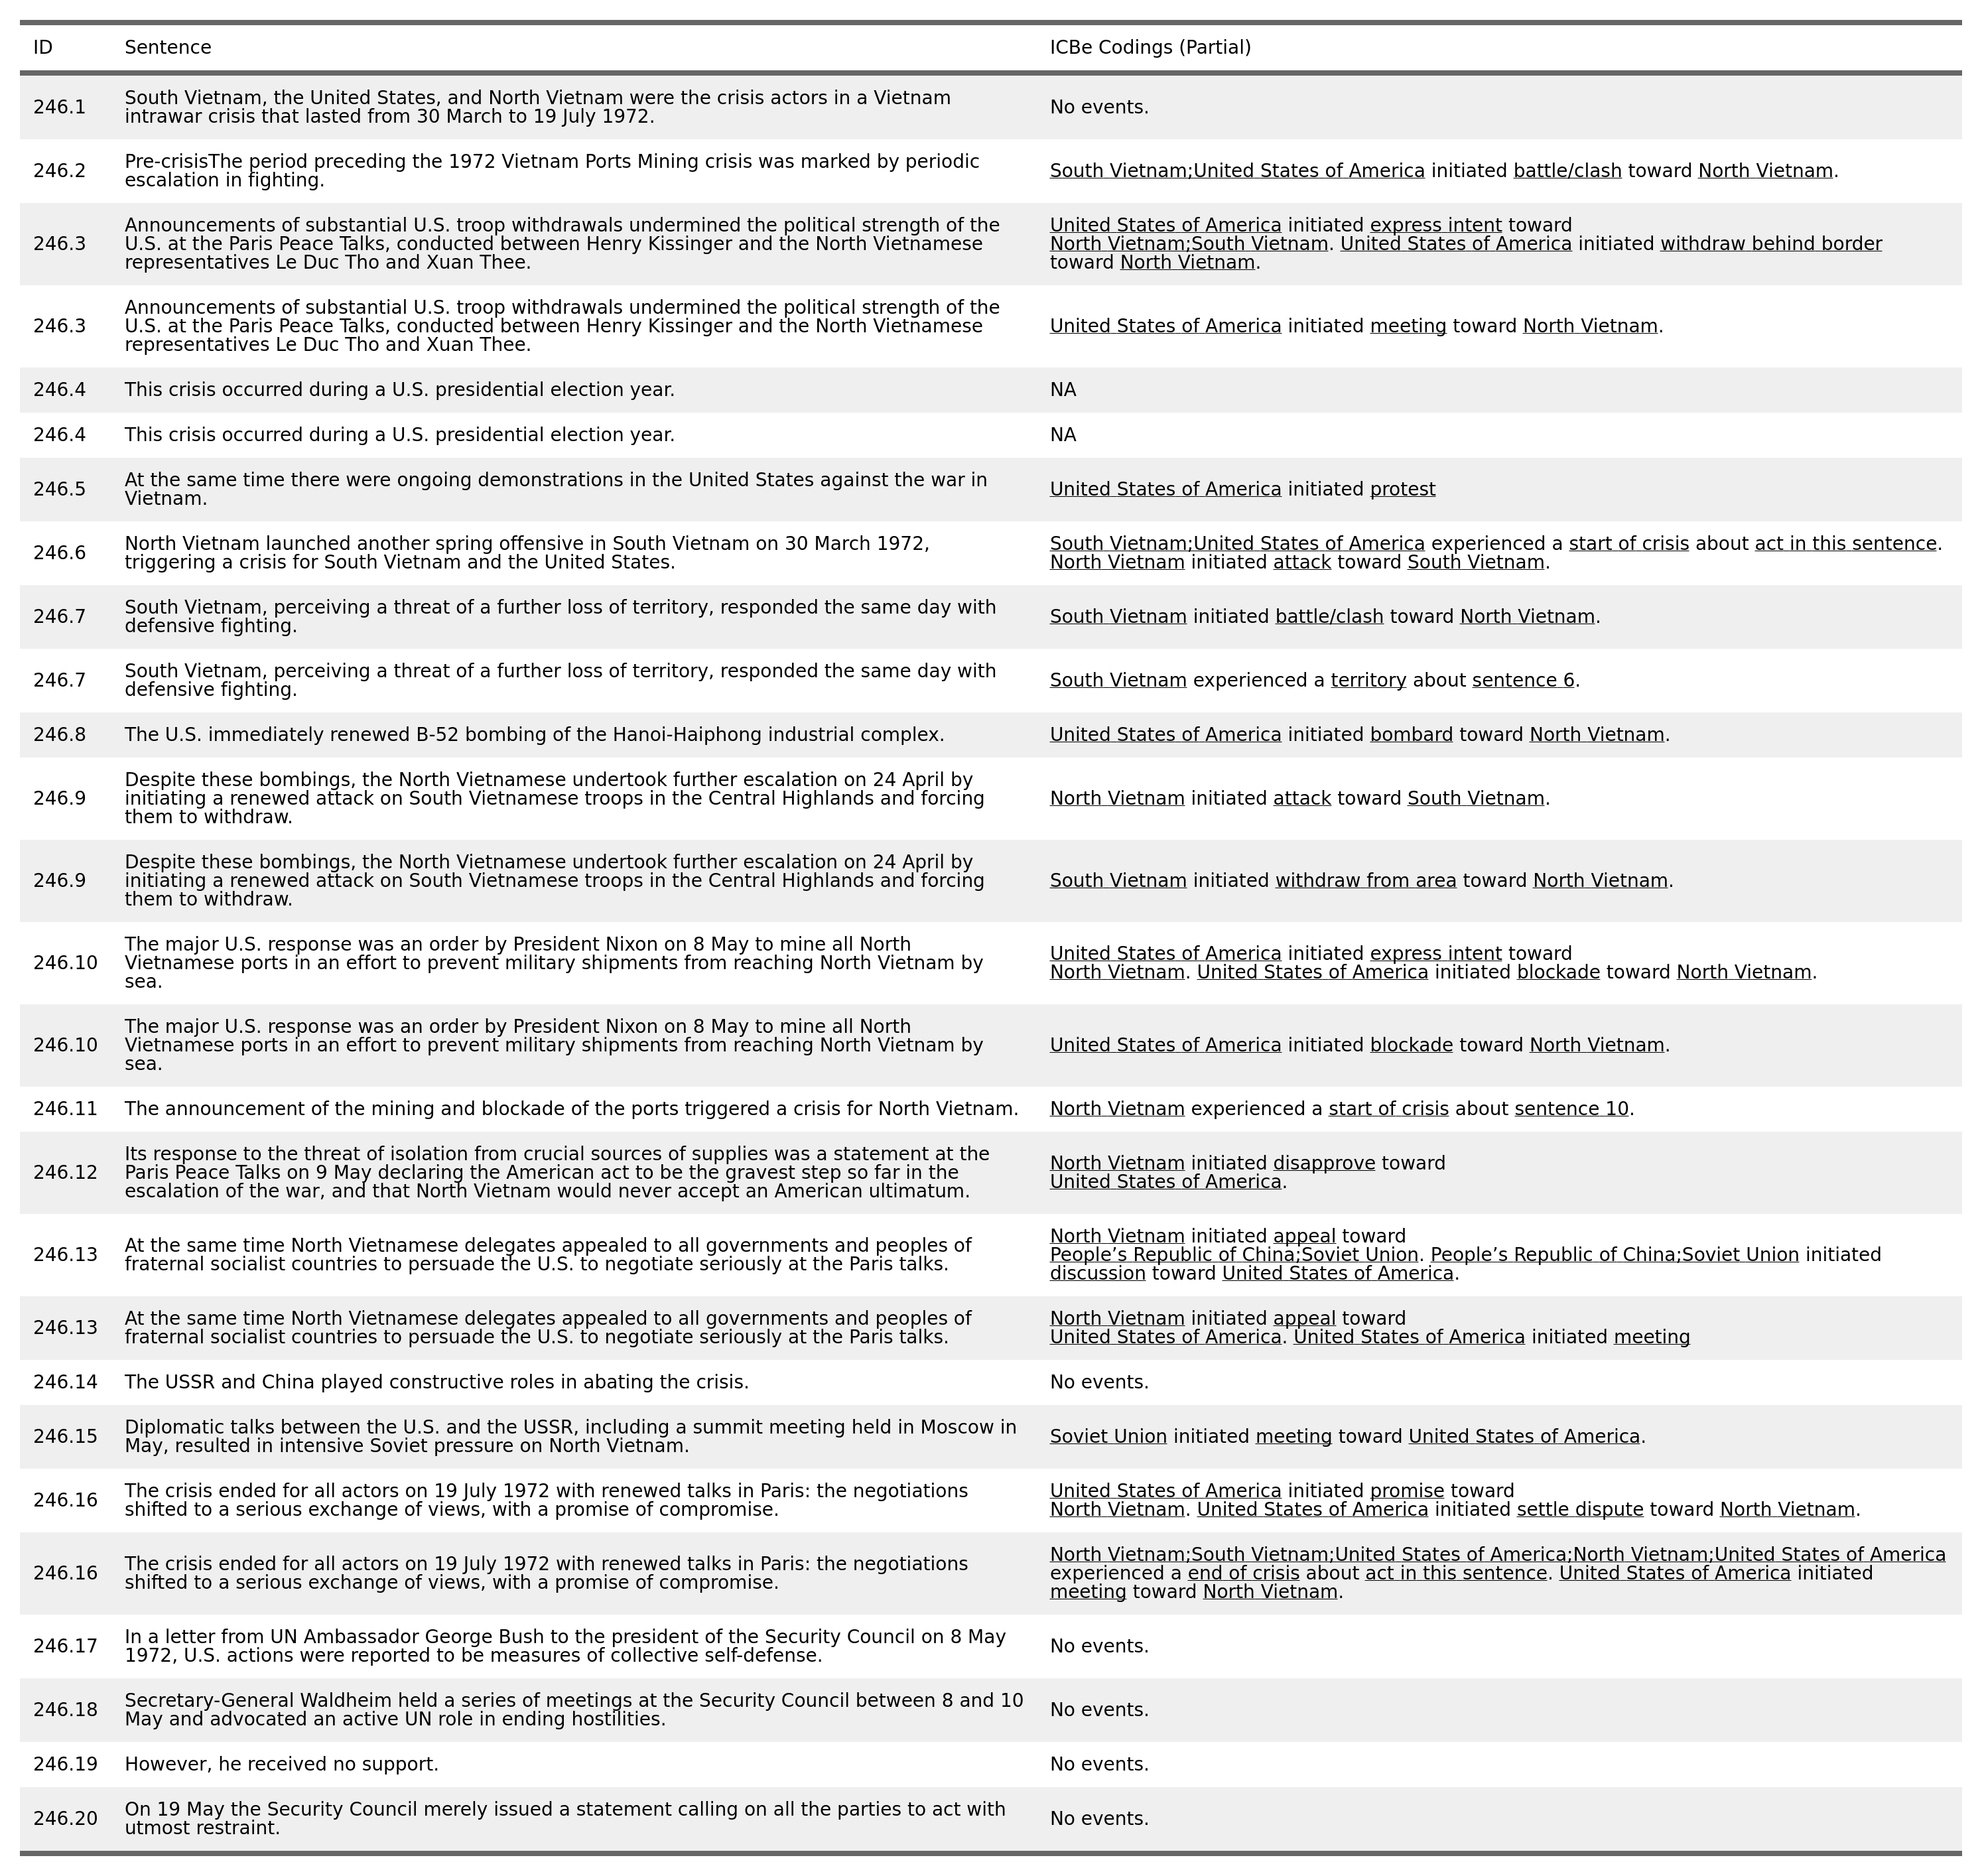 ID Sentence ICBe Codings (Partial)
246.1 South Vietnam, the United States, and North Vietnam were the crisis actors in a Vietnam
intrawar crisis that lasted from 30 March to 19 July 1972.
No events.
246.2 Pre-crisisThe period preceding the 1972 Vietnam Ports Mining crisis was marked by periodic
escalation in fighting.
South Vietnam;United States of America initiated battle/clash toward North Vietnam.
246.3 Announcements of substantial U.S. troop withdrawals undermined the political strength of the
U.S. at the Paris Peace Talks, conducted between Henry Kissinger and the North Vietnamese
representatives Le Duc Tho and Xuan Thee.
United States of America initiated express intent toward
North Vietnam;South Vietnam. United States of America initiated withdraw behind border
toward North Vietnam.
246.3 Announcements of substantial U.S. troop withdrawals undermined the political strength of the
U.S. at the Paris Peace Talks, conducted between Henry Kissinger and the North Vietnamese
representatives Le Duc Tho and Xuan Thee.
United States of America initiated meeting toward North Vietnam.
246.4 This crisis occurred during a U.S. presidential election year. NA
246.4 This crisis occurred during a U.S. presidential election year. NA
246.5 At the same time there were ongoing demonstrations in the United States against the war in
Vietnam.
United States of America initiated protest
246.6 North Vietnam launched another spring offensive in South Vietnam on 30 March 1972,
triggering a crisis for South Vietnam and the United States.
South Vietnam;United States of America experienced a start of crisis about act in this sentence.
North Vietnam initiated attack toward South Vietnam.
246.7 South Vietnam, perceiving a threat of a further loss of territory, responded the same day with
defensive fighting.
South Vietnam initiated battle/clash toward North Vietnam.
246.7 South Vietnam, perceiving a threat of a further loss of territory, responded the same day with
defensive fighting.
South Vietnam experienced a territory about sentence 6.
246.8 The U.S. immediately renewed B-52 bombing of the Hanoi-Haiphong industrial complex. United States of America initiated bombard toward North Vietnam.
246.9 Despite these bombings, the North Vietnamese undertook further escalation on 24 April by
initiating a renewed attack on South Vietnamese troops in the Central Highlands and forcing
them to withdraw.
North Vietnam initiated attack toward South Vietnam.
246.9 Despite these bombings, the North Vietnamese undertook further escalation on 24 April by
initiating a renewed attack on South Vietnamese troops in the Central Highlands and forcing
them to withdraw.
South Vietnam initiated withdraw from area toward North Vietnam.
246.10 The major U.S. response was an order by President Nixon on 8 May to mine all North
Vietnamese ports in an effort to prevent military shipments from reaching North Vietnam by
sea.
United States of America initiated express intent toward
North Vietnam. United States of America initiated blockade toward North Vietnam.
246.10 The major U.S. response was an order by President Nixon on 8 May to mine all North
Vietnamese ports in an effort to prevent military shipments from reaching North Vietnam by
sea.
United States of America initiated blockade toward North Vietnam.
246.11 The announcement of the mining and blockade of the ports triggered a crisis for North Vietnam. North Vietnam experienced a start of crisis about sentence 10.
246.12 Its response to the threat of isolation from crucial sources of supplies was a statement at the
Paris Peace Talks on 9 May declaring the American act to be the gravest step so far in the
escalation of the war, and that North Vietnam would never accept an American ultimatum.
North Vietnam initiated disapprove toward
United States of America.
246.13 At the same time North Vietnamese delegates appealed to all governments and peoples of
fraternal socialist countries to persuade the U.S. to negotiate seriously at the Paris talks.
North Vietnam initiated appeal toward
People’s Republic of China;Soviet Union. People’s Republic of China;Soviet Union initiated
discussion toward United States of America.
246.13 At the same time North Vietnamese delegates appealed to all governments and peoples of
fraternal socialist countries to persuade the U.S. to negotiate seriously at the Paris talks.
North Vietnam initiated appeal toward
United States of America. United States of America initiated meeting
246.14 The USSR and China played constructive roles in abating the crisis. No events.
246.15 Diplomatic talks between the U.S. and the USSR, including a summit meeting held in Moscow in
May, resulted in intensive Soviet pressure on North Vietnam.
Soviet Union initiated meeting toward United States of America.
246.16 The crisis ended for all actors on 19 July 1972 with renewed talks in Paris: the negotiations
shifted to a serious exchange of views, with a promise of compromise.
United States of America initiated promise toward
North Vietnam. United States of America initiated settle dispute toward North Vietnam.
246.16 The crisis ended for all actors on 19 July 1972 with renewed talks in Paris: the negotiations
shifted to a serious exchange of views, with a promise of compromise.
North Vietnam;South Vietnam;United States of America;North Vietnam;United States of America
experienced a end of crisis about act in this sentence. United States of America initiated
meeting toward North Vietnam.
246.17 In a letter from UN Ambassador George Bush to the president of the Security Council on 8 May
1972, U.S. actions were reported to be measures of collective self-defense.
No events.
246.18 Secretary-General Waldheim held a series of meetings at the Security Council between 8 and 10
May and advocated an active UN role in ending hostilities.
No events.
246.19 However, he received no support. No events.
246.20 On 19 May the Security Council merely issued a statement calling on all the parties to act with
utmost restraint.
No events.